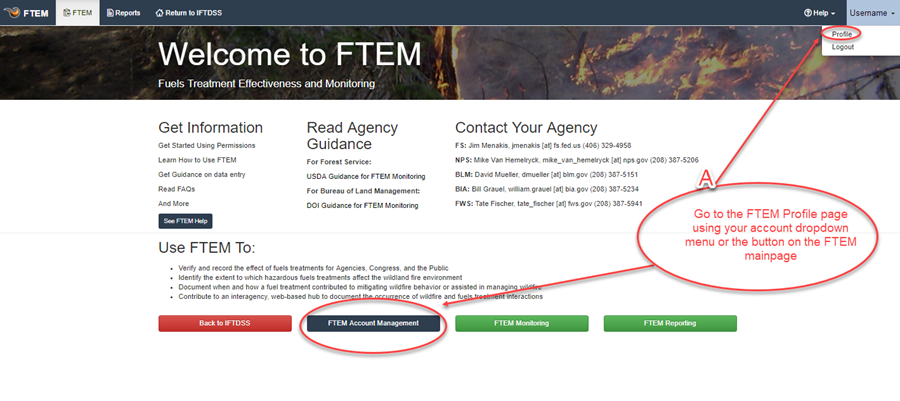 FTEM FTEM Reports Return to IFTDSS Help Username
Profile
Logout
Welcome to FTEM
Fuels Treatment Effectiveness and Monitoring
Get Information
Get Started Using Permissions
Learn How to Use FTEM
Get Guidance on data entry
Read FAQs
And More
See FTEM Help
Read Agency
Guidance
For Forest Service:
USDA Guidance for FTEM Monitoring
For Bureau of Land Management:
DOI Guidance for FTEM Monitoring
Contact Your Agency
FS: Jim Menakis, jmenakis [at] fs.fed.us (406) 329-4958
NPS: Mike Van Hemelryck, mike_van_hemelryck [at] nps.gov (208) 387-5206
BLM: David Mueller, dmueller [at] blm.gov (208) 387-5151
BIA: Bill Grauel, william.grauel [at] bia.gov (208) 387-5234
FWS: Tate Fischer, tate_fischer [at] fws.gov (208) 387-5941
A
Go to the FTEM Profile page
using your account dropdown
menu or the button on the FTEM
mainpage
Use FTEM To:
• Verify and record the effect of fuels treatments for Agencies, Congress, and the Public
• Identify the extent to which hazardous fuels treatments affect the wildland fire environment
• Document when and how a fuel treatment contributed to mitigating wildfire behavior or assisted in managing wildfire
• Contribute to an interagency, web-based hub to document the occurrence of wildfire and fuels treatment interactions
Back to IFTDSS FTEM Account Management FTEM Monitoring FTEM Reporting